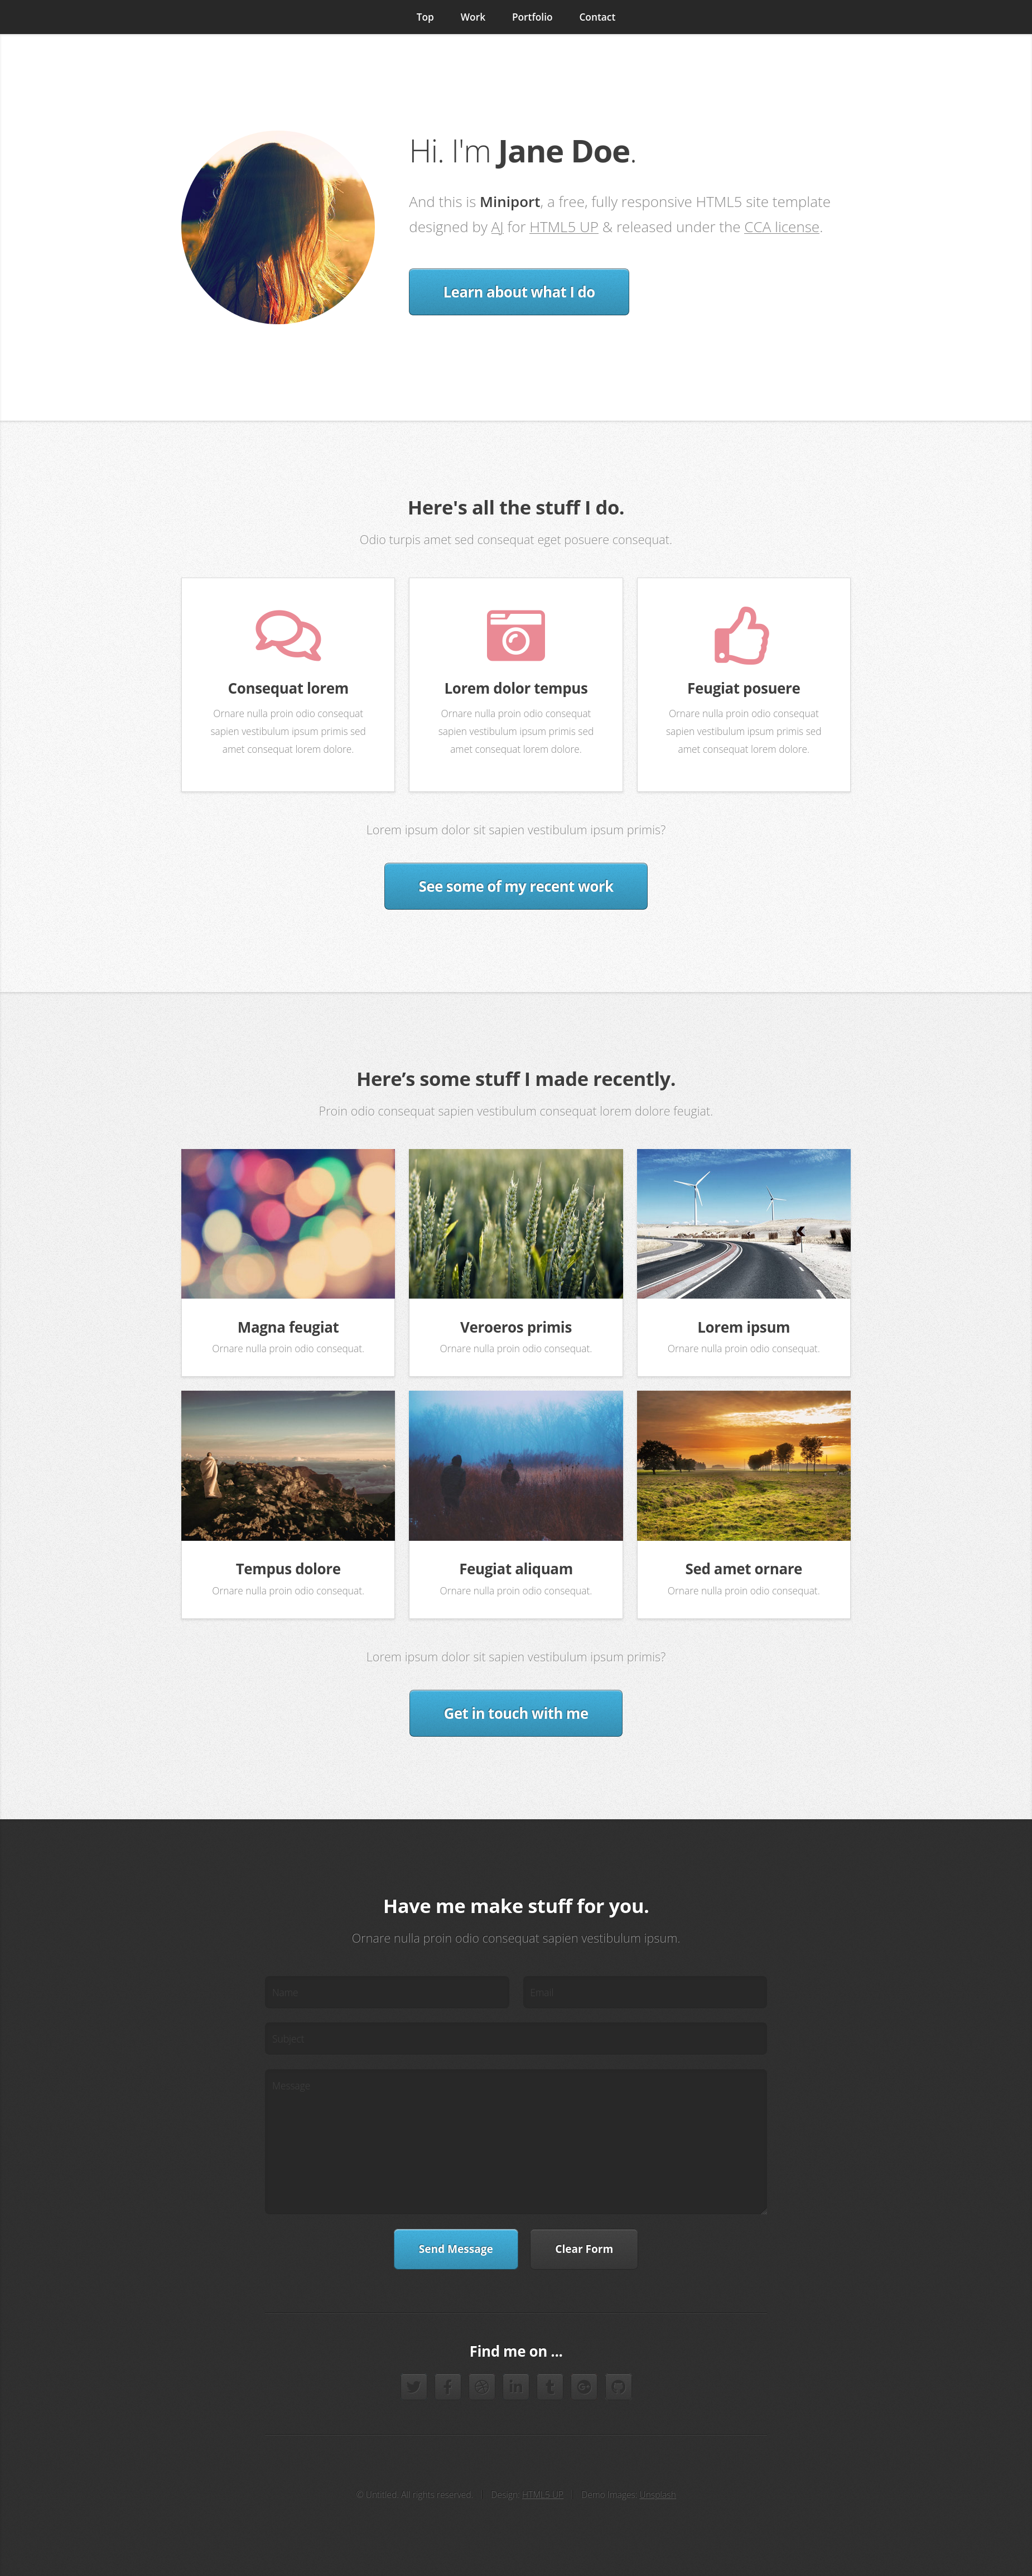 Top Work Portfolio Contact
Hi. I'm Jane Doe.
And this is Miniport, a free, fully responsive HTML5 site template
designed by AJ for HTML5 UP & released under the CCA license.
Learn about what I do
Here's all the stuff I do.
Odio turpis amet sed consequat eget posuere consequat.
Consequat lorem
Ornare nulla proin odio consequat
sapien vestibulum ipsum primis sed
amet consequat lorem dolore.
Lorem dolor tempus
Ornare nulla proin odio consequat
sapien vestibulum ipsum primis sed
amet consequat lorem dolore.
Feugiat posuere
Ornare nulla proin odio consequat
sapien vestibulum ipsum primis sed
amet consequat lorem dolore.
Lorem ipsum dolor sit sapien vestibulum ipsum primis?
See some of my recent work
Here’s some stuff I made recently.
Proin odio consequat sapien vestibulum consequat lorem dolore feugiat.
Magna feugiat
Ornare nulla proin odio consequat.
Veroeros primis
Ornare nulla proin odio consequat.
Lorem ipsum
Ornare nulla proin odio consequat.
Tempus dolore
Ornare nulla proin odio consequat.
Feugiat aliquam
Ornare nulla proin odio consequat.
Sed amet ornare
Ornare nulla proin odio consequat.
Lorem ipsum dolor sit sapien vestibulum ipsum primis?
Get in touch with me
Have me make stuff for you.
Ornare nulla proin odio consequat sapien vestibulum ipsum.
Name
Email
Subject
Message
Send Message
Clear Form
Find me on ...
© Untitled. All rights reserved. Design: HTML5 UP Demo Images: Unsplash